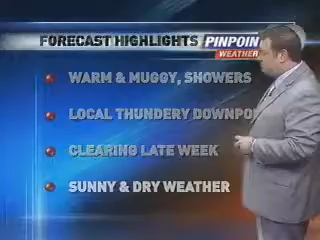 FORECAST HIGHLIGHTS PINPOIN
WEATHER
WARM & MUGGY, SHOWERS
LOCAL THUNDERY DOWNPO
CLEARING LATE WEEK
SUNNY & DRY WEATHER